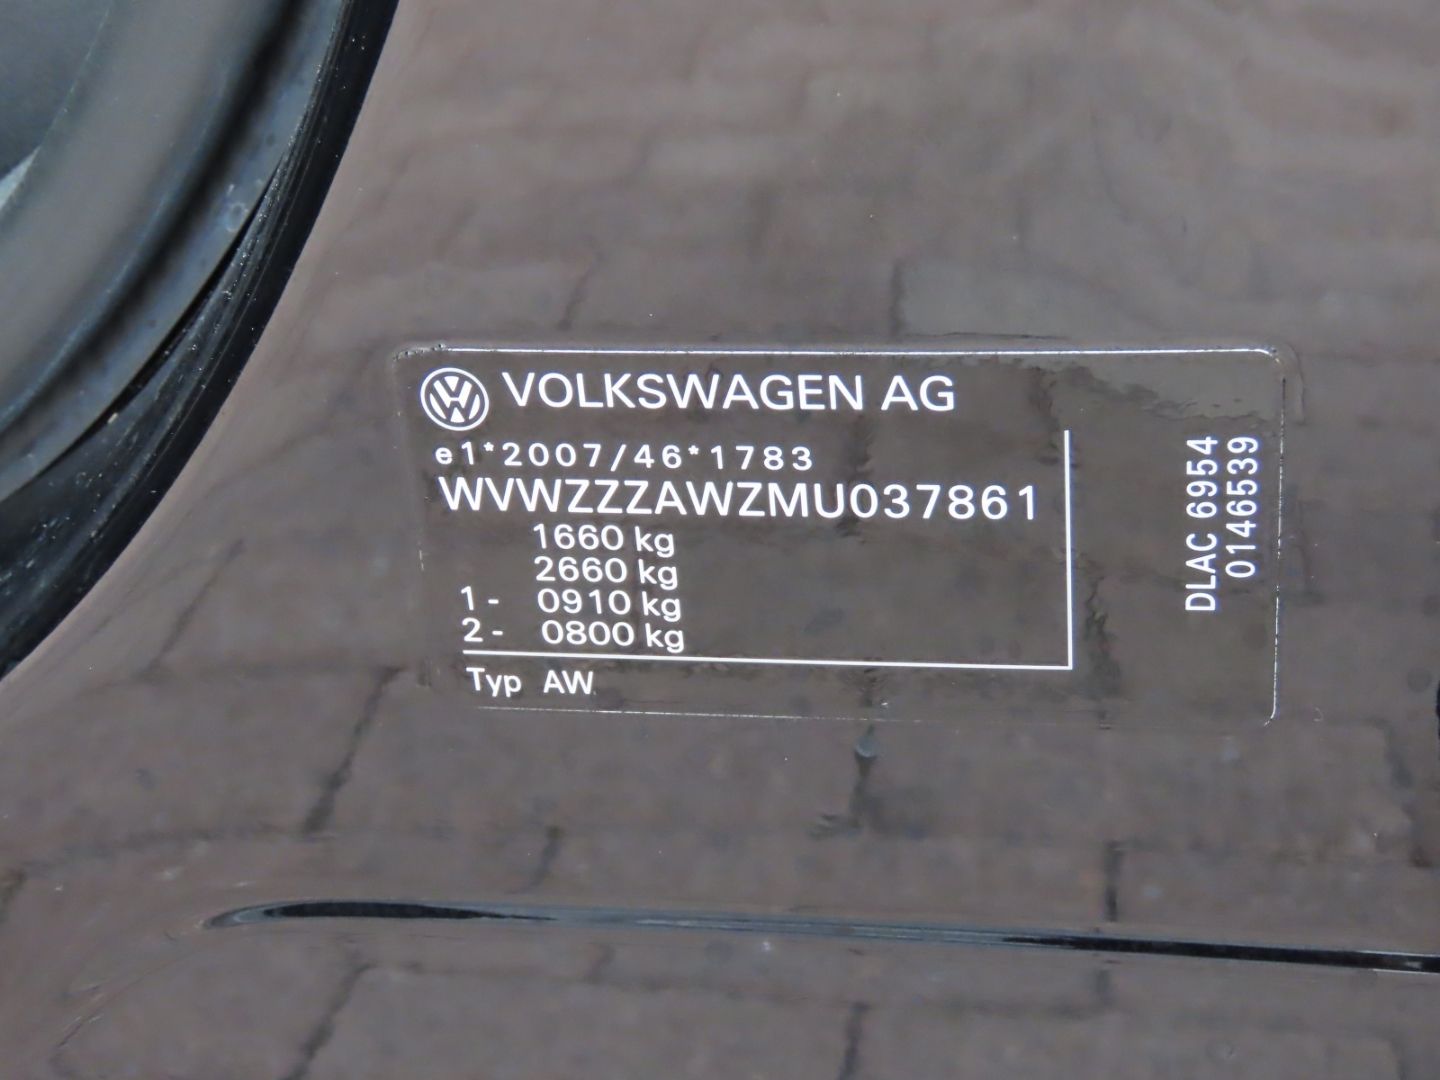 VOLKSWAGEN AG
e1*2007/46*1783
WVWZZZAWZMU037861
1660 kg
2660 kg
1- 0910 kg
2- 0800 kg
Typ AW
DLAC 6954
0146539